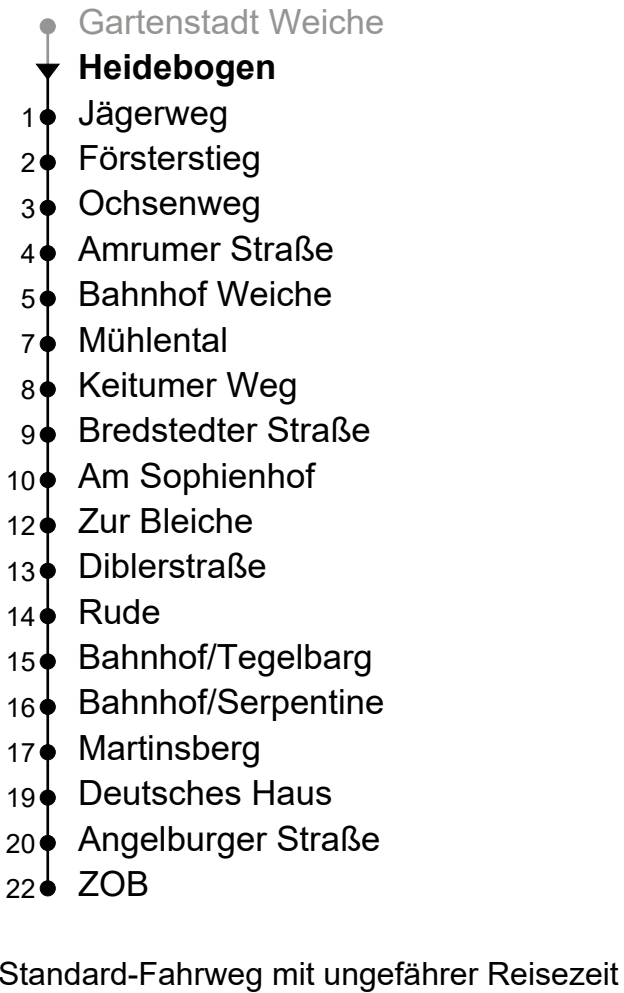 Gartenstadt Weiche
Heidebogen
1 Jägerweg
2 Försterstieg
3 Ochsenweg
4 Amrumer Straße
5 Bahnhof Weiche
7 Mühlental
8 Keitumer Weg
9 Bredstedter Straße
10 Am Sophienhof
12 Zur Bleiche
13 Diblerstraße
14 Rude
15 Bahnhof/Tegelbarg
16 Bahnhof/Serpentine
17 Martinsberg
19 Deutsches Haus
20 Angelburger Straße
22 ZOB
Standard-Fahrweg mit ungefährer Reisezeit